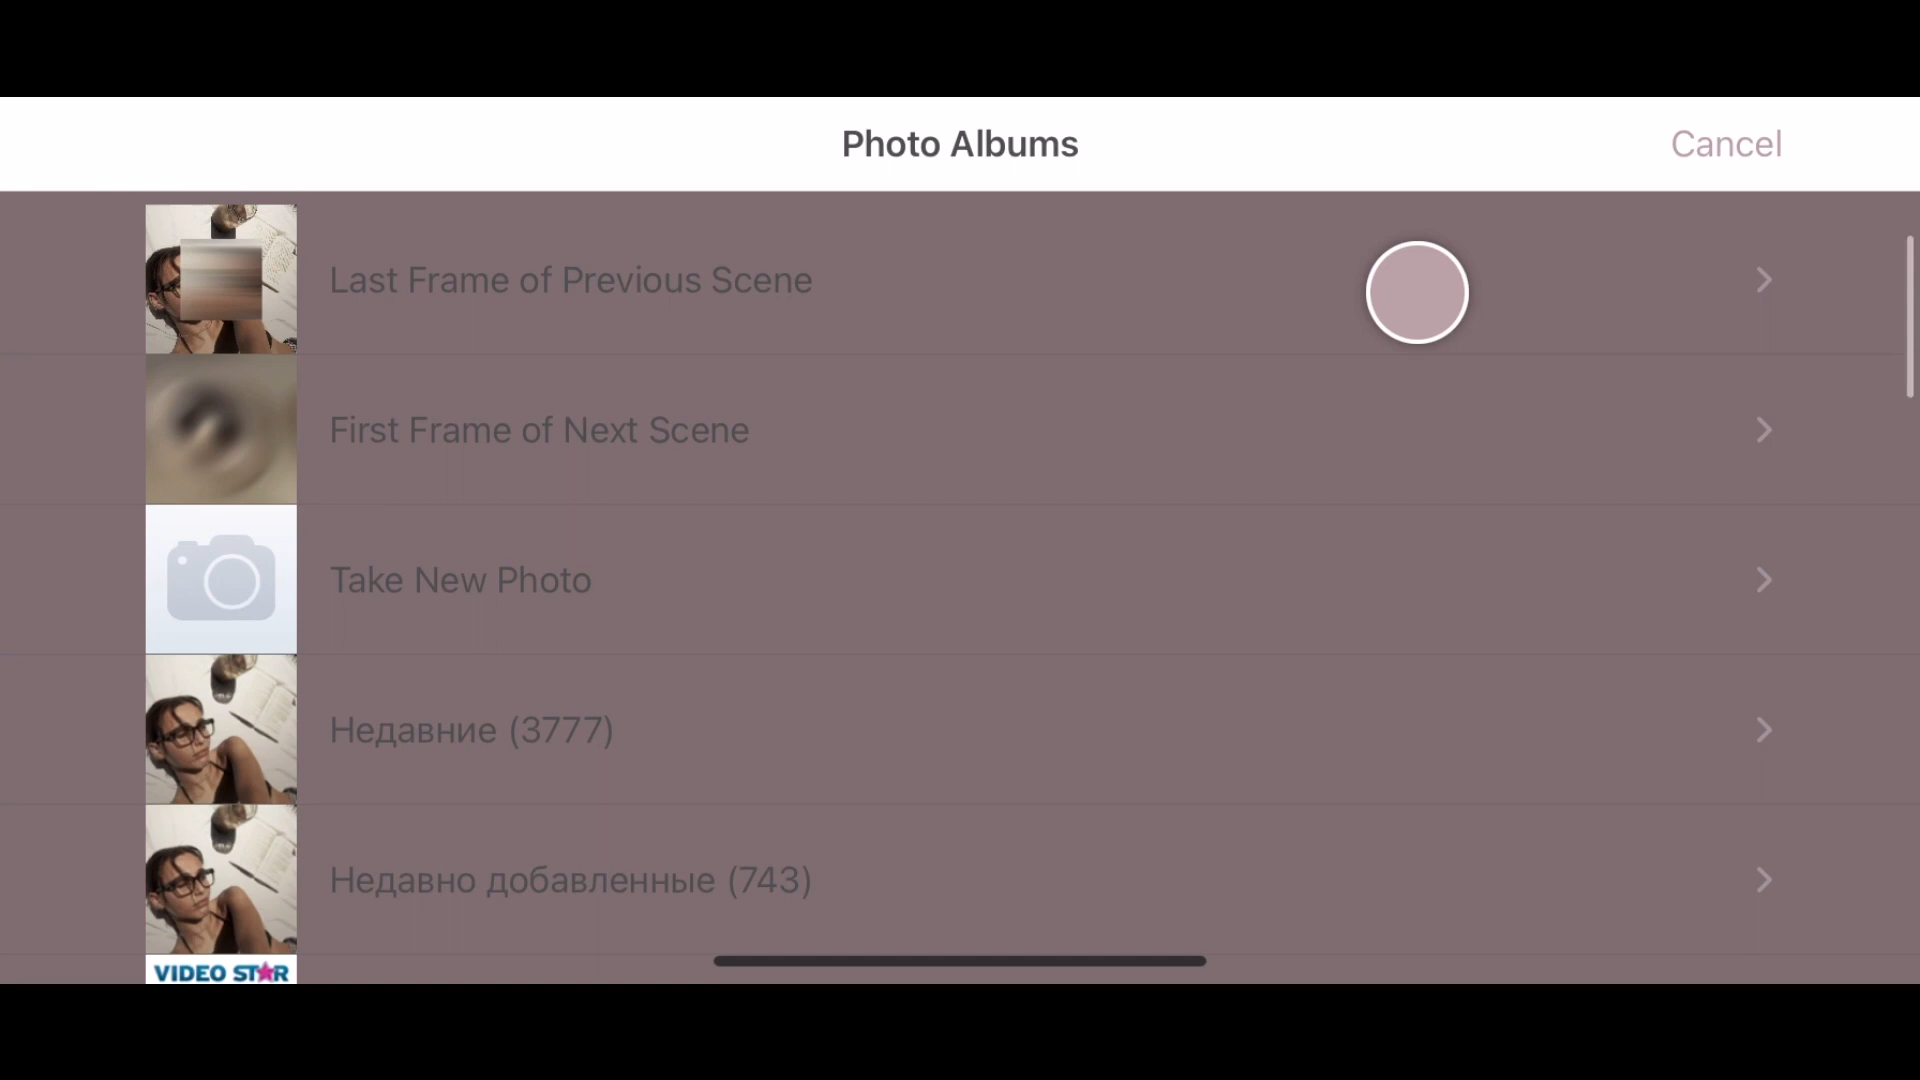 Photo Albums
Cancel
Last Frame of Previous Scene
First Frame of Next Scene
Take New Photo
Недавние (3777)
Недавно добавленные (743)
VIDEO STAR